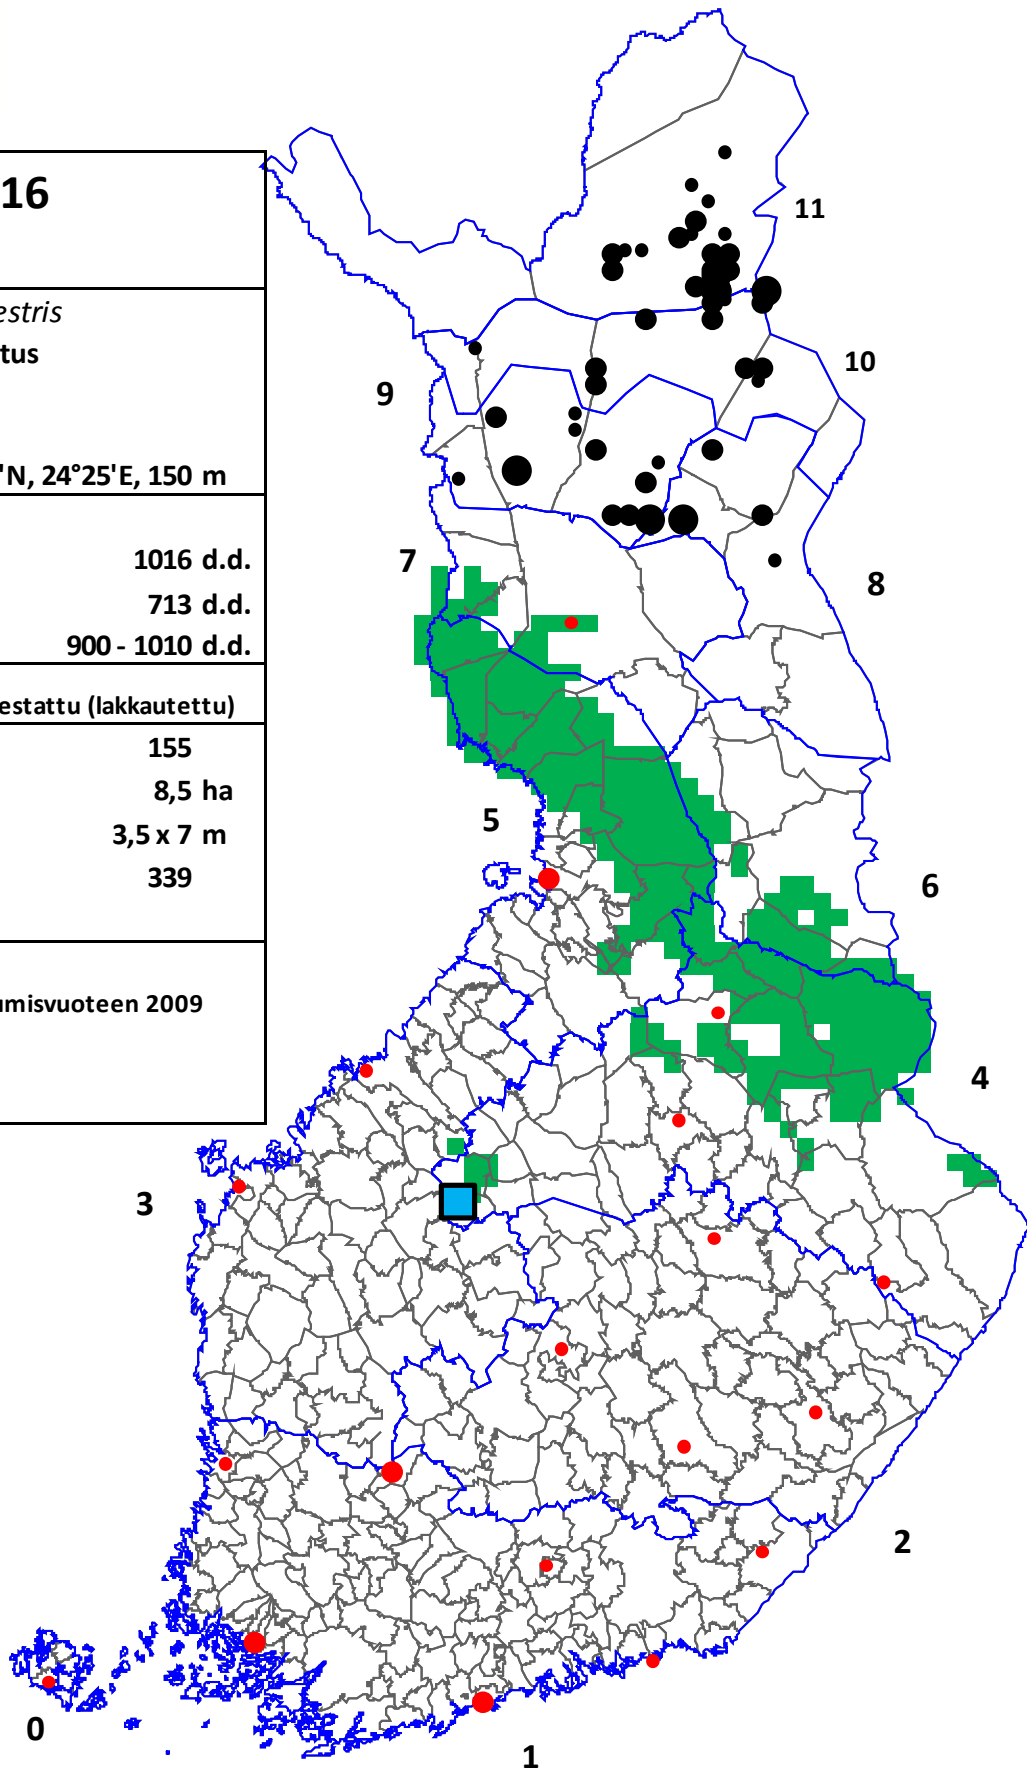 16
estris
tus
'N, 24°25'E, 150 m
1016 d.d.
713 d.d.
900 - 1010 d.d.
estattu (lakkautettu)
155
8,5 ha
3,5 x 7 m
339
umisvuoteen 2009
11
10
9
8
7
6
5
4
3
2
1
0